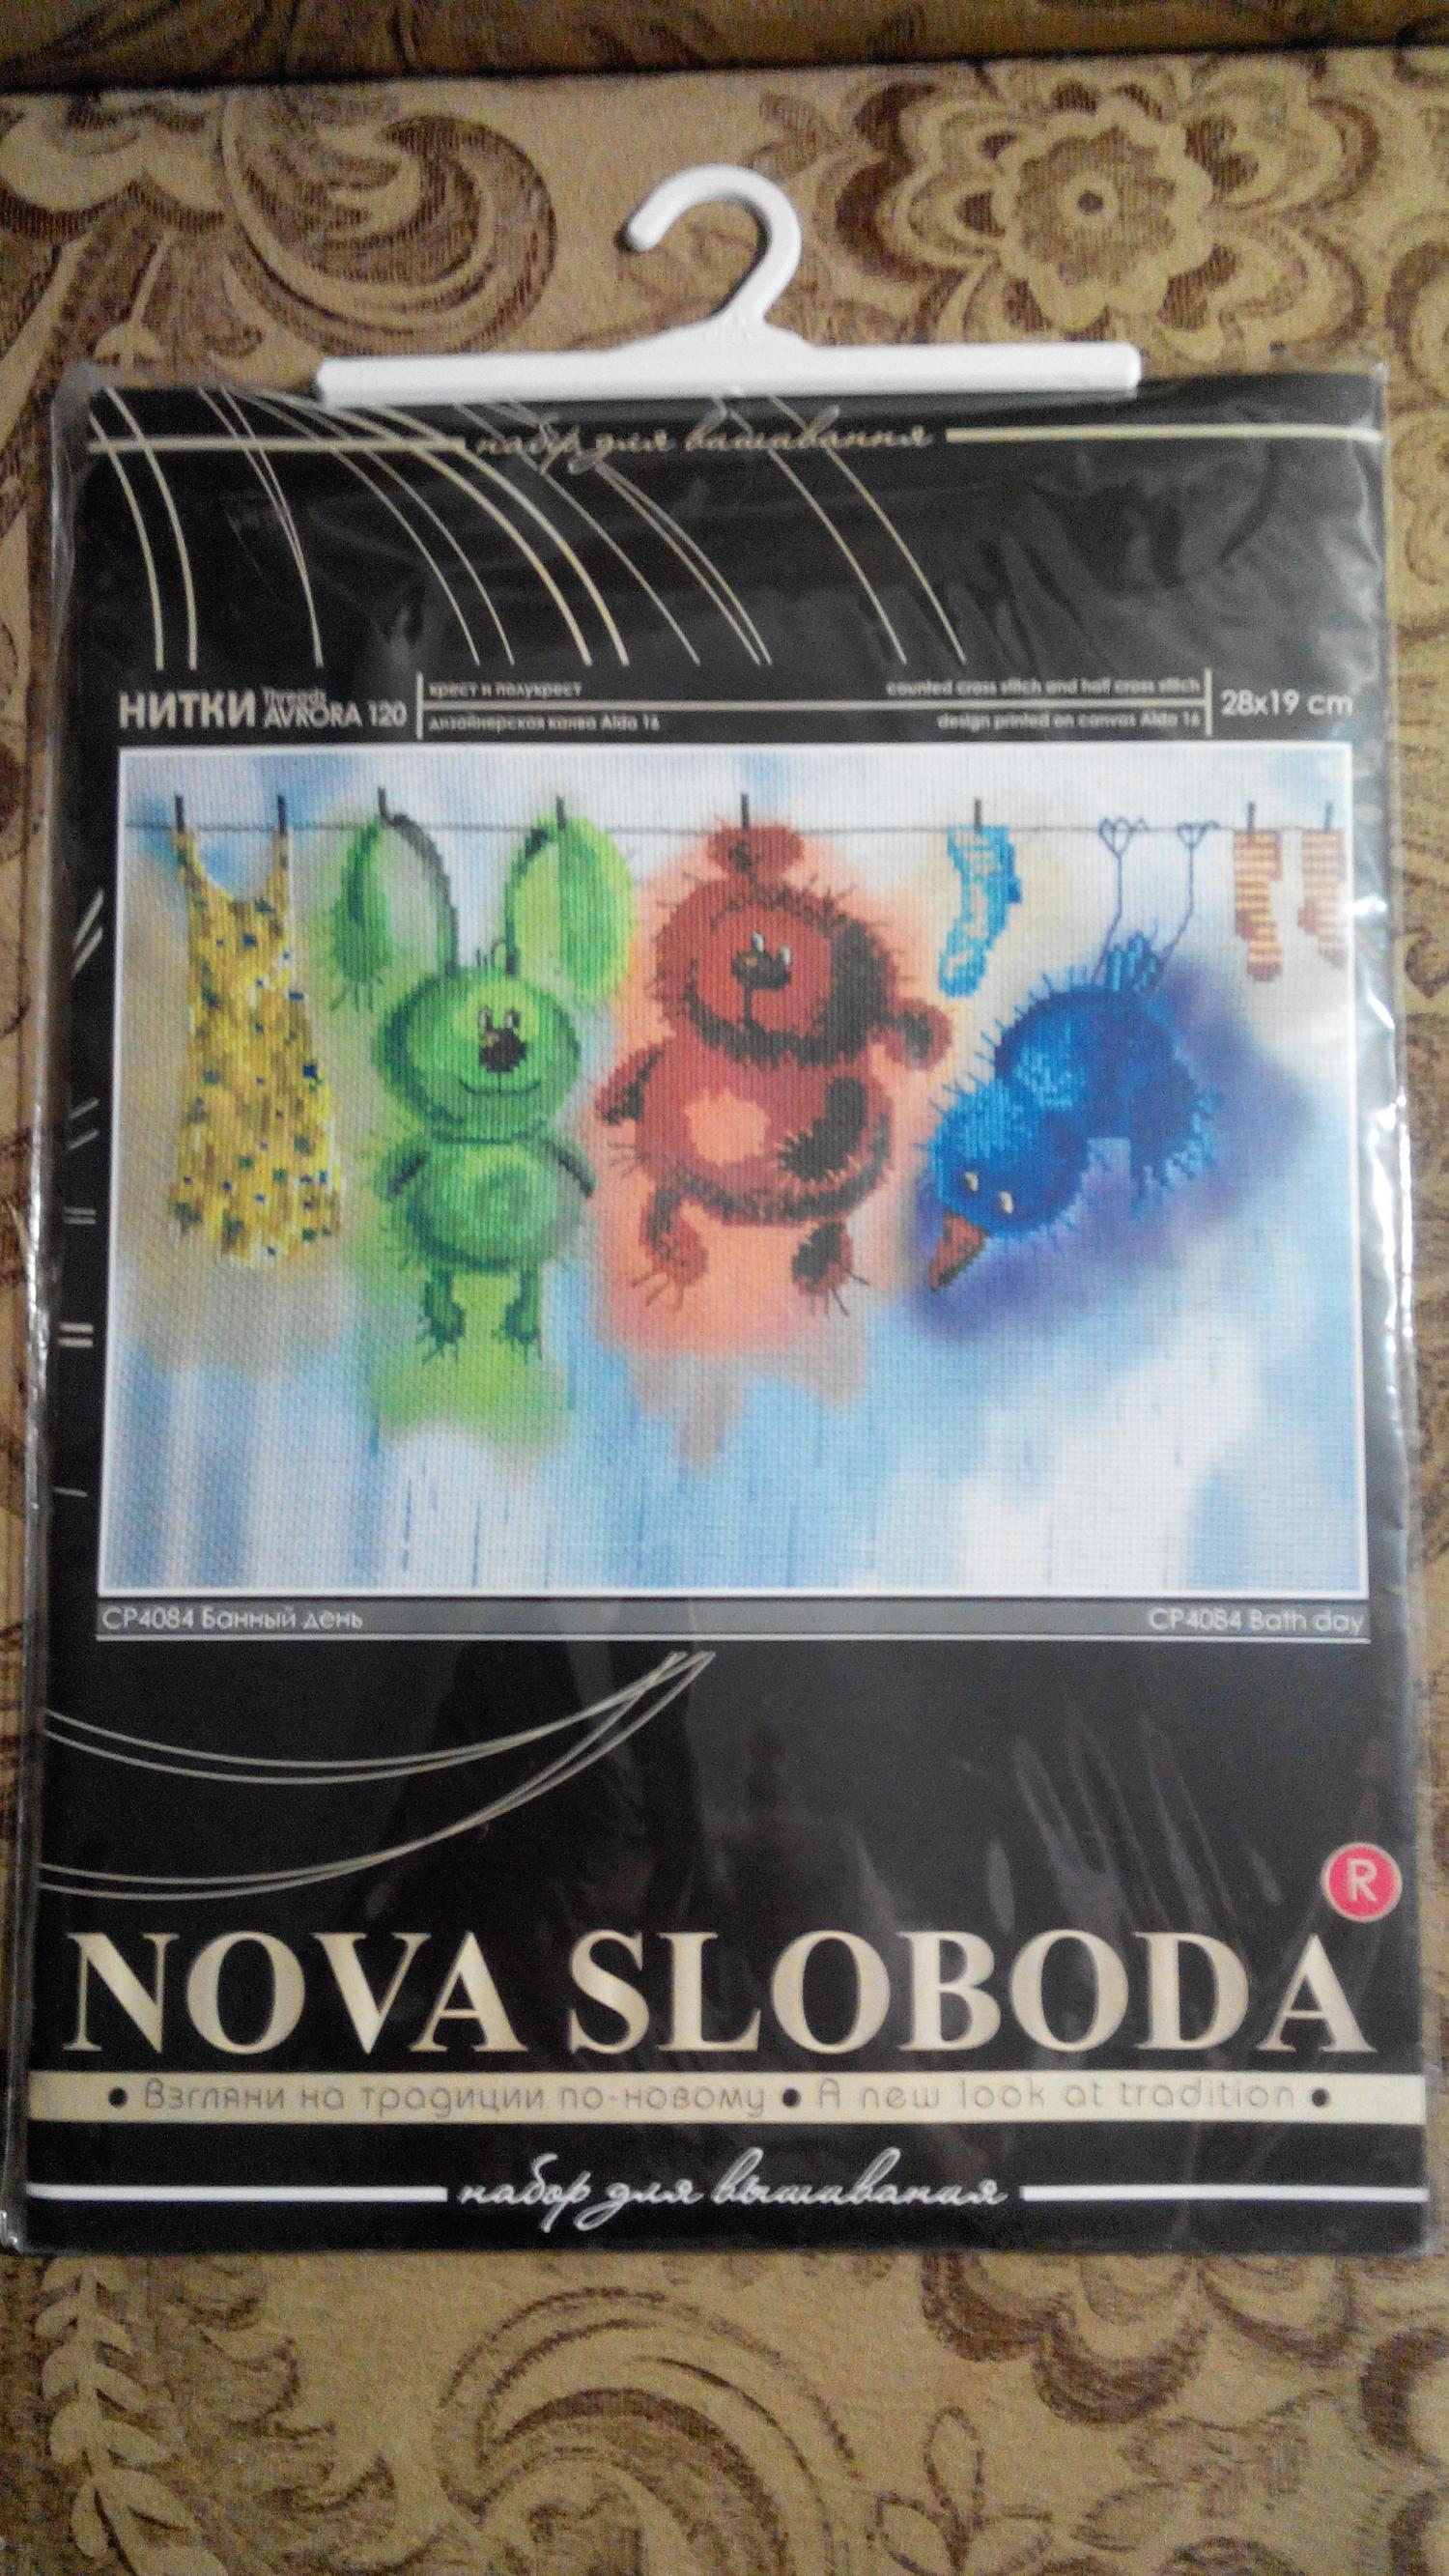 набор для вышивания
НИТКИ Threads AVRORA 120
крест и полукрест
дизайнерская канва Aida 16
counted cross stitch and half cross stitch
design printed on canvas Aida 16
28x19 cm
CP4084 Банный день
CP4084 Bath day
R
NOVA SLOBODA
• Взгляни на традиции по-новому • A new look at tradition •
набор для вышивания